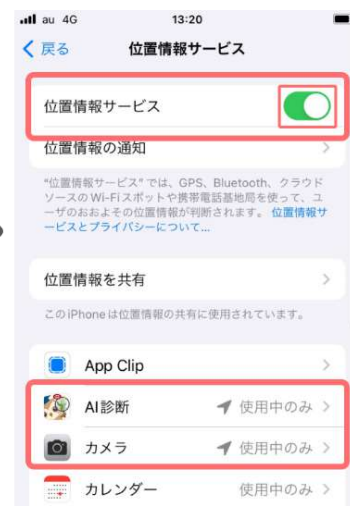 au 4G 13:20
戻る 位置情報サービス
位置情報サービス
位置情報の通知
"位置情報サービス"では、GPS、Bluetooth、クラウド
ソースのWi-Fiスポットや携帯電話基地局を使って、ユ
ーザのおおよその位置情報が判断されます。位置情報サ
ービスとプライバシーについて...
位置情報を共有
このiPhoneは位置情報の共有に使用されています。
App Clip
AI診断 使用中のみ
カメラ 使用中のみ
カレンダー 使用中のみ